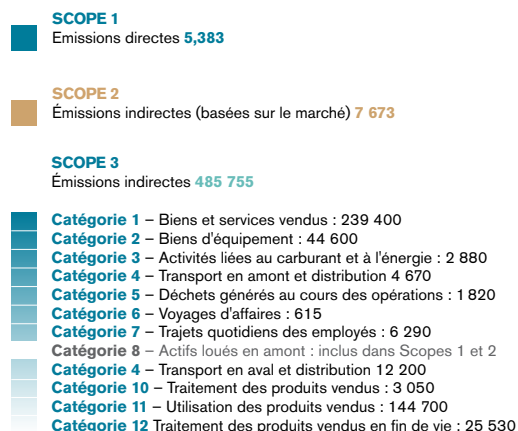 SCOPE 1
Emissions directes 5,383
SCOPE 2
Émissions indirectes (basées sur le marché) 7 673
SCOPE 3
Émissions indirectes 485 755
Catégorie 1 – Biens et services vendus : 239 400
Catégorie 2 – Biens d'équipement : 44 600
Catégorie 3 – Activités liées au carburant et à l'énergie : 2 880
Catégorie 4 – Transport en amont et distribution 4 670
Catégorie 5 – Déchets générés au cours des opérations : 1 820
Catégorie 6 – Voyages d'affaires : 615
Catégorie 7 – Trajets quotidiens des employés : 6 290
Catégorie 8 – Actifs loués en amont : inclus dans Scopes 1 et 2
Catégorie 4 – Transport en aval et distribution 12 200
Catégorie 10 – Traitement des produits vendus : 3 050
Catégorie 11 – Utilisation des produits vendus : 144 700
Catégorie 12 Traitement des produits vendus en fin de vie : 25 530